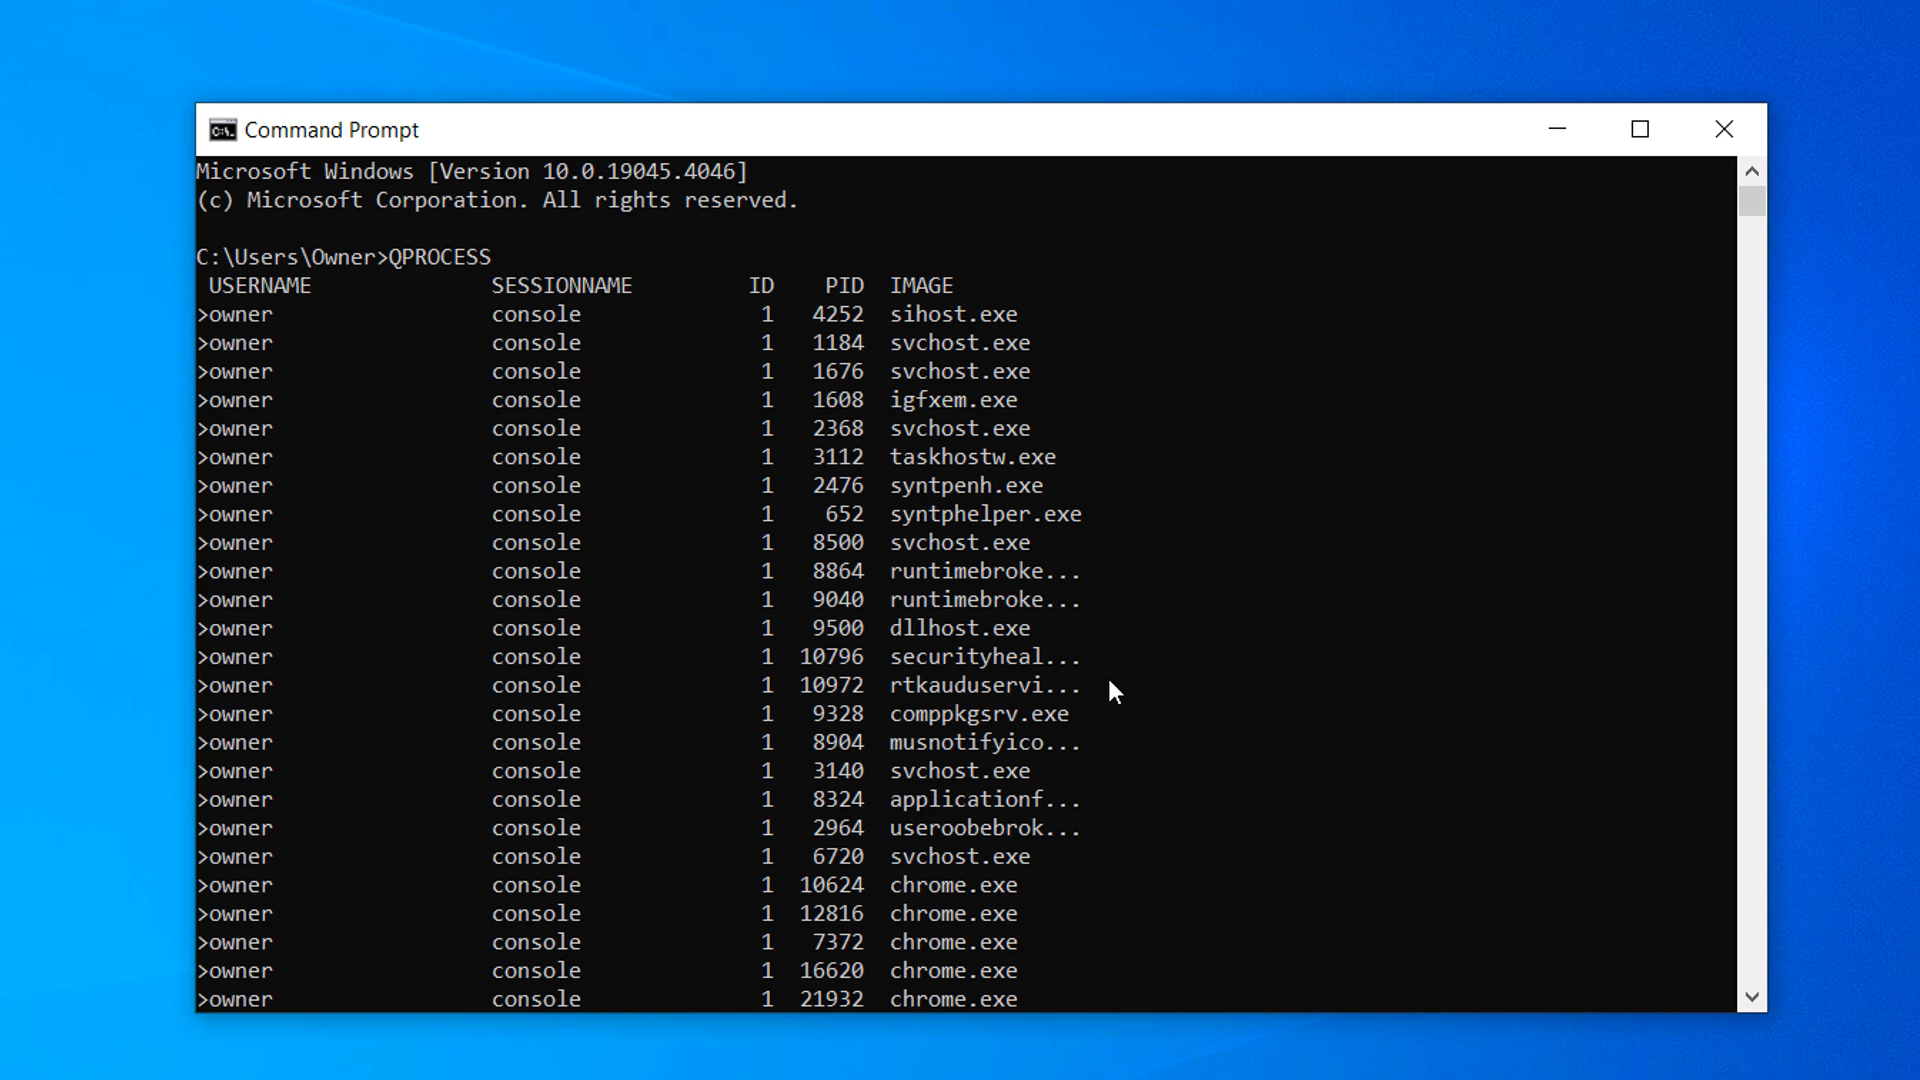 Command Prompt
Microsoft Windows [Version 10.0.19045.4046]
(c) Microsoft Corporation. All rights reserved.
C:\Users\Owner>QPROCESS
USERNAME SESSIONNAME ID PID IMAGE
>owner console 1 4252 sihost.exe
>owner console 1 1184 svchost.exe
>owner console 1 1676 svchost.exe
>owner console 1 1608 igfxem.exe
>owner console 1 2368 svchost.exe
>owner console 1 3112 taskhostw.exe
>owner console 1 2476 syntpenh.exe
>owner console 1 652 syntphelper.exe
>owner console 1 8500 svchost.exe
>owner console 1 8864 runtimebroke...
>owner console 1 9040 runtimebroke...
>owner console 1 9500 dllhost.exe
>owner console 1 10796 securityheal...
>owner console 1 10972 rtkauduservi...
>owner console 1 9328 comppkgsrv.exe
>owner console 1 8904 musnotifyico...
>owner console 1 3140 svchost.exe
>owner console 1 8324 applicationf...
>owner console 1 2964 useroobebrok...
>owner console 1 6720 svchost.exe
>owner console 1 10624 chrome.exe
>owner console 1 12816 chrome.exe
>owner console 1 7372 chrome.exe
>owner console 1 16620 chrome.exe
>owner console 1 21932 chrome.exe